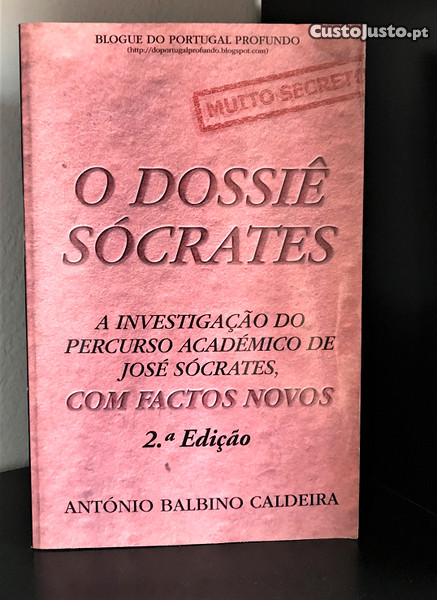 CustoJusto.pt
BLOGUE DO PORTUGAL PROFUNDO
(http://doportugalprofundo.blogspot.com)
MUITO SECRETO
O DOSSIÊ
SÓCRATES
A INVESTIGAÇÃO DO
PERCURSO ACADÉMICO DE
JOSÉ SÓCRATES,
COM FACTOS NOVOS
2.ª Edição
ANTÓNIO BALBINO CALDEIRA